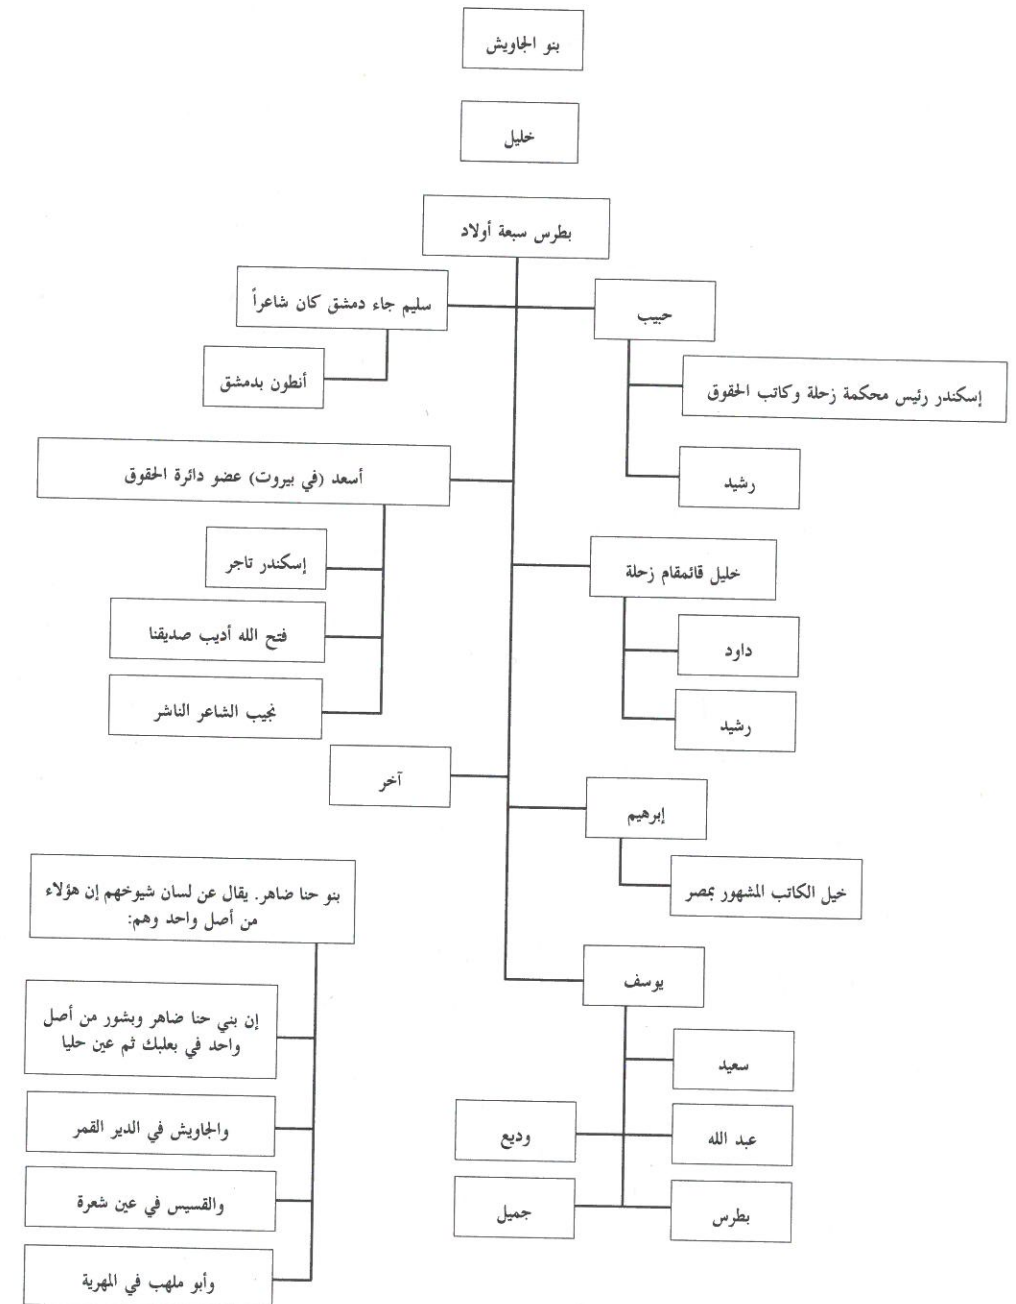 بنو الجاويش
خليل
بطرس سبعة أولاد
حبيب
إسكندر رئيس محكمة زحلة وكاتب الحقوق
رشيد
سليم جاء دمشق كان شاعراً
أنطون بدمشق
أسعد (في بيروت) عضو دائرة الحقوق
إسكندر تاجر
فتح الله أديب صديقنا
نجيب الشاعر الناشر
خليل قائمقام زحلة
داود
رشيد
آخر
إبرهيم
خيل الكاتب المشهور بمصر
يوسف
سعيد
عبد الله
وديع
بطرس
جميل
بنو حنا ضاهر. يقال عن لسان شيوخهم إن هؤلاء
من أصل واحد وهم:
إن بني حنا ضاهر وبشور من أصل
واحد في بعلبك ثم عين حليا
والجاويش في الدير القمر
والقسيس في عين شعرة
وأبو ملهب في المهرية